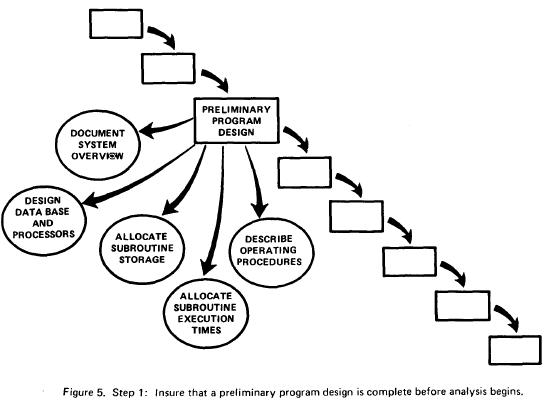 PRELIMINARY
PROGRAM
DESIGN
DOCUMENT
SYSTEM
OVERVIEW
DESIGN
DATA BASE
AND
PROCESSORS
ALLOCATE
SUBROUTINE
STORAGE
ALLOCATE
SUBROUTINE
EXECUTION
TIMES
DESCRIBE
OPERATING
PROCEDURES
Figure 5. Step 1: Insure that a preliminary program design is complete before analysis begins.